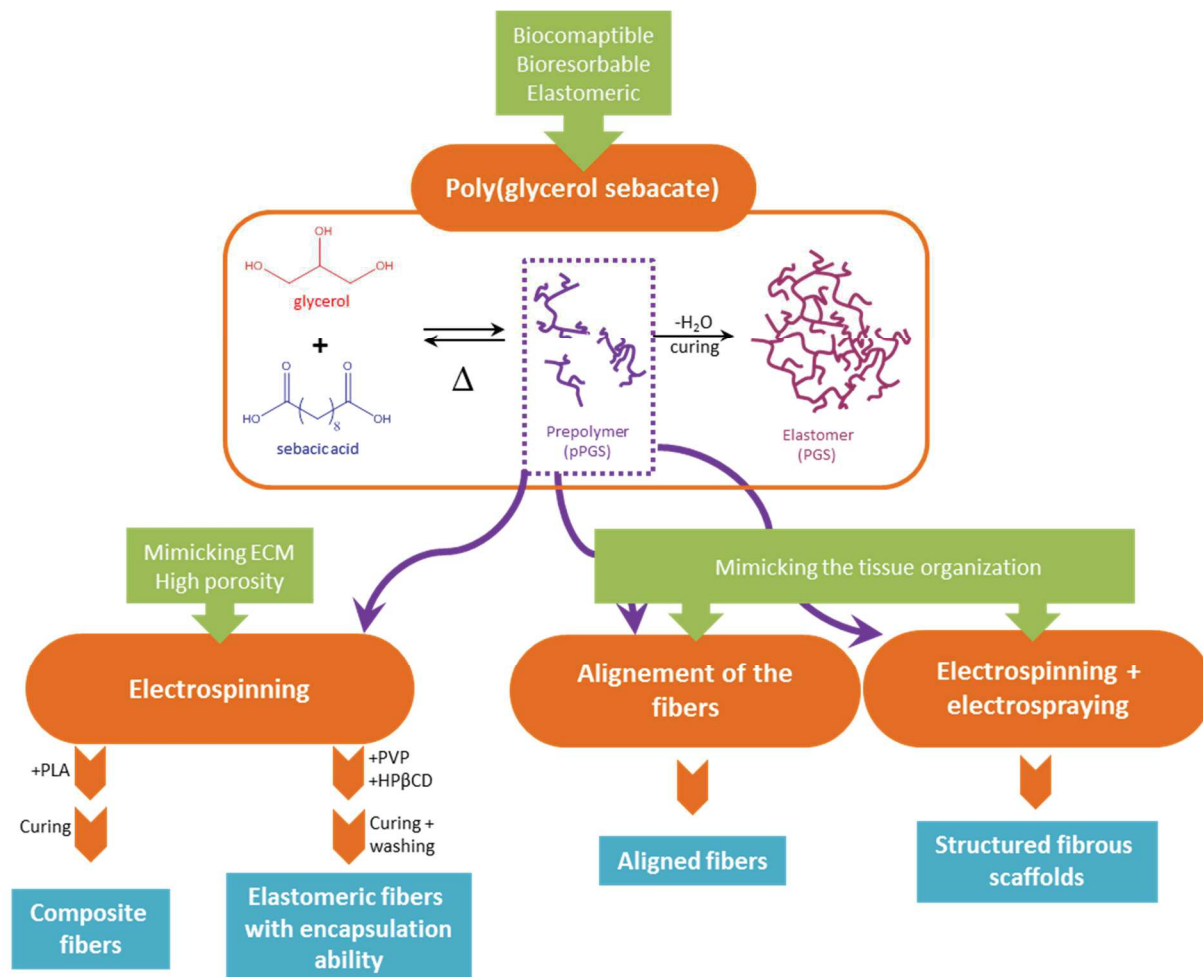 Biocomaptible
Bioresorbable
Elastomeric
Poly(glycerol sebacate)
OH
HO
OH
glycerol
+
O
O
HO
OH
8
sebacic acid
Δ
Prepolymer
(pPGS)
-H₂O
curing
Elastomer
(PGS)
Mimicking ECM
High porosity
Mimicking the tissue organization
Electrospinning
Alignement of the
fibers
Electrospinning +
electrospraying
+PLA
+PVP
+HPβCD
Curing
Curing +
washing
Composite
fibers
Elastomeric fibers
with encapsulation
ability
Aligned fibers
Structured fibrous
scaffolds